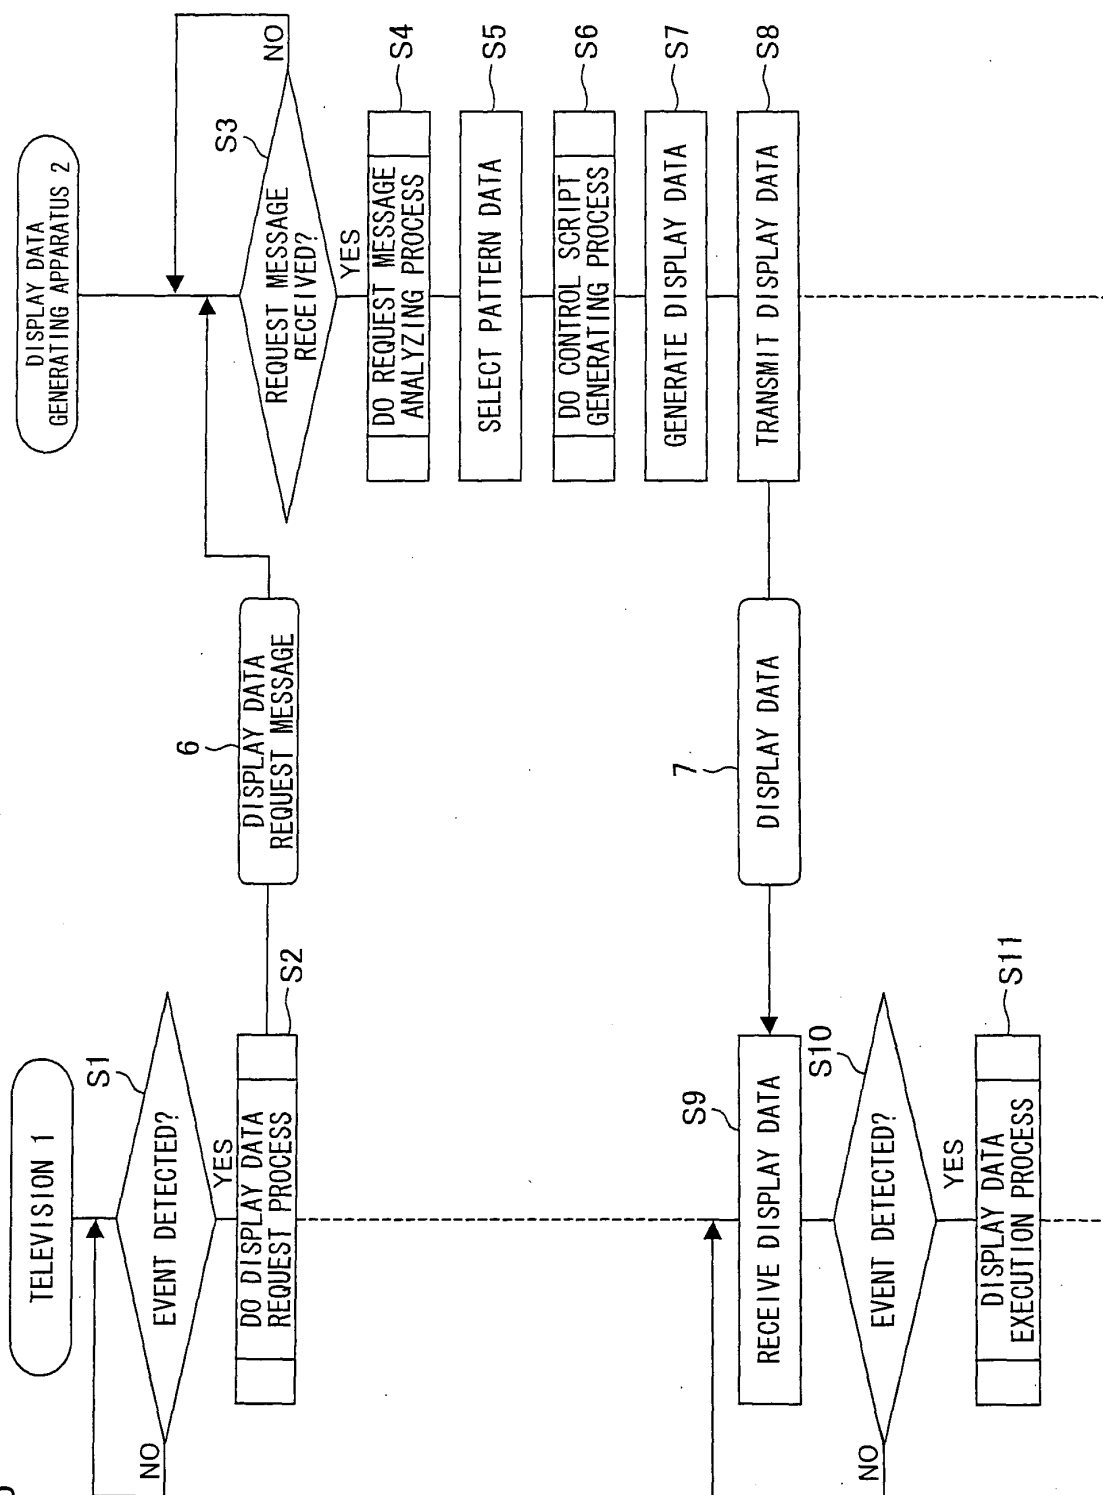 TELEVISION 1
S1
EVENT DETECTED?
NO
YES
S2
DO DISPLAY DATA
REQUEST PROCESS
6
DISPLAY DATA
REQUEST MESSAGE
DISPLAY DATA
GENERATING APPARATUS 2
S3
REQUEST MESSAGE
RECEIVED?
NO
YES
S4
DO REQUEST MESSAGE
ANALYZING PROCESS
S5
SELECT PATTERN DATA
S6
DO CONTROL SCRIPT
GENERATING PROCESS
S7
GENERATE DISPLAY DATA
S8
TRANSMIT DISPLAY DATA
7
DISPLAY DATA
S9
RECEIVE DISPLAY DATA
S10
EVENT DETECTED?
NO
YES
S11
DISPLAY DATA
EXECUTION PROCESS